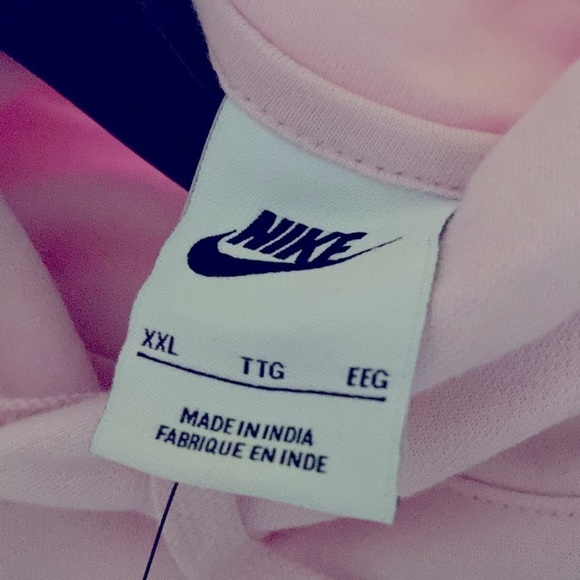 NIKE
XXL TTG EEG
MADE IN INDIA
FABRIQUE EN INDE